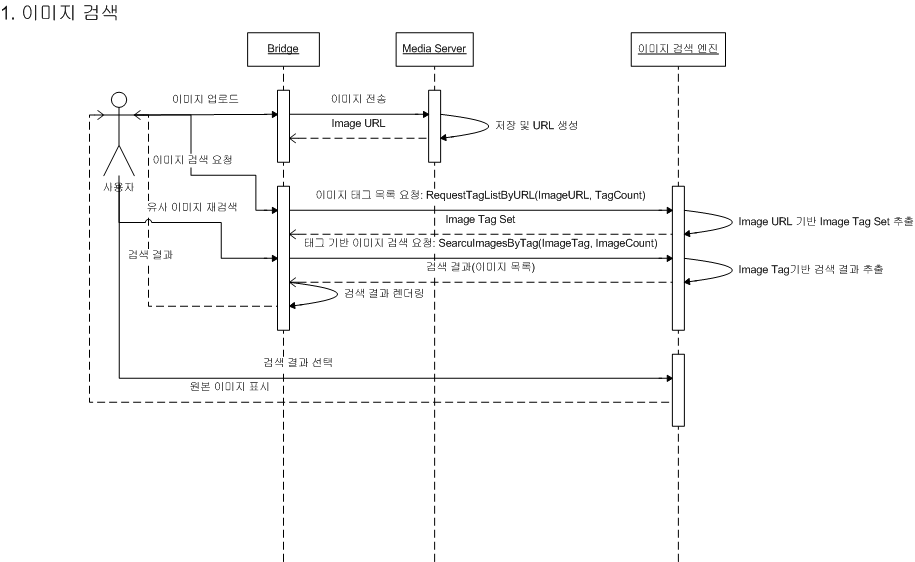 1. 이미지 검색
Bridge
Media Server
이미지 검색 엔진
이미지 업로드
이미지 전송
Image URL
저장 및 URL 생성
이미지 검색 요청
사용자
이미지 태그 목록 요청: RequestTagListByURL(ImageURL, TagCount)
유사 이미지 재검색
Image Tag Set
Image URL 기반 Image Tag Set 추출
태그 기반 이미지 검색 요청: SearcuImagesByTag(ImageTag, ImageCount)
검색 결과
검색 결과(이미지 목록)
Image Tag기반 검색 결과 추출
검색 결과 렌더링
검색 결과 선택
원본 이미지 표시